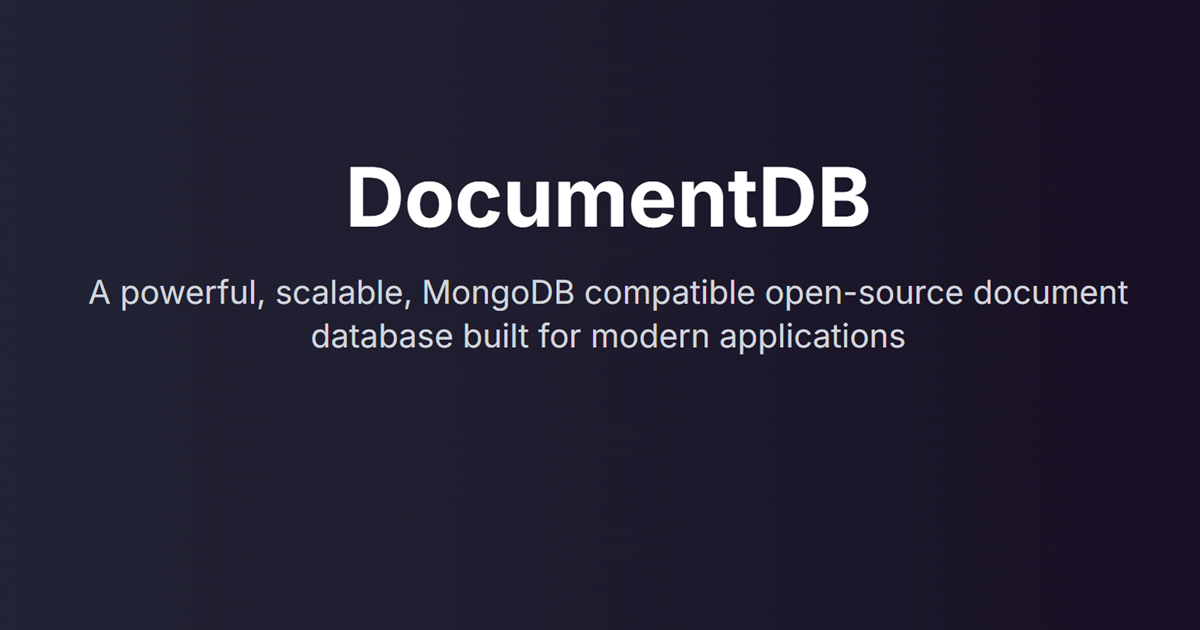 DocumentDB
A powerful, scalable, MongoDB compatible open-source document
database built for modern applications